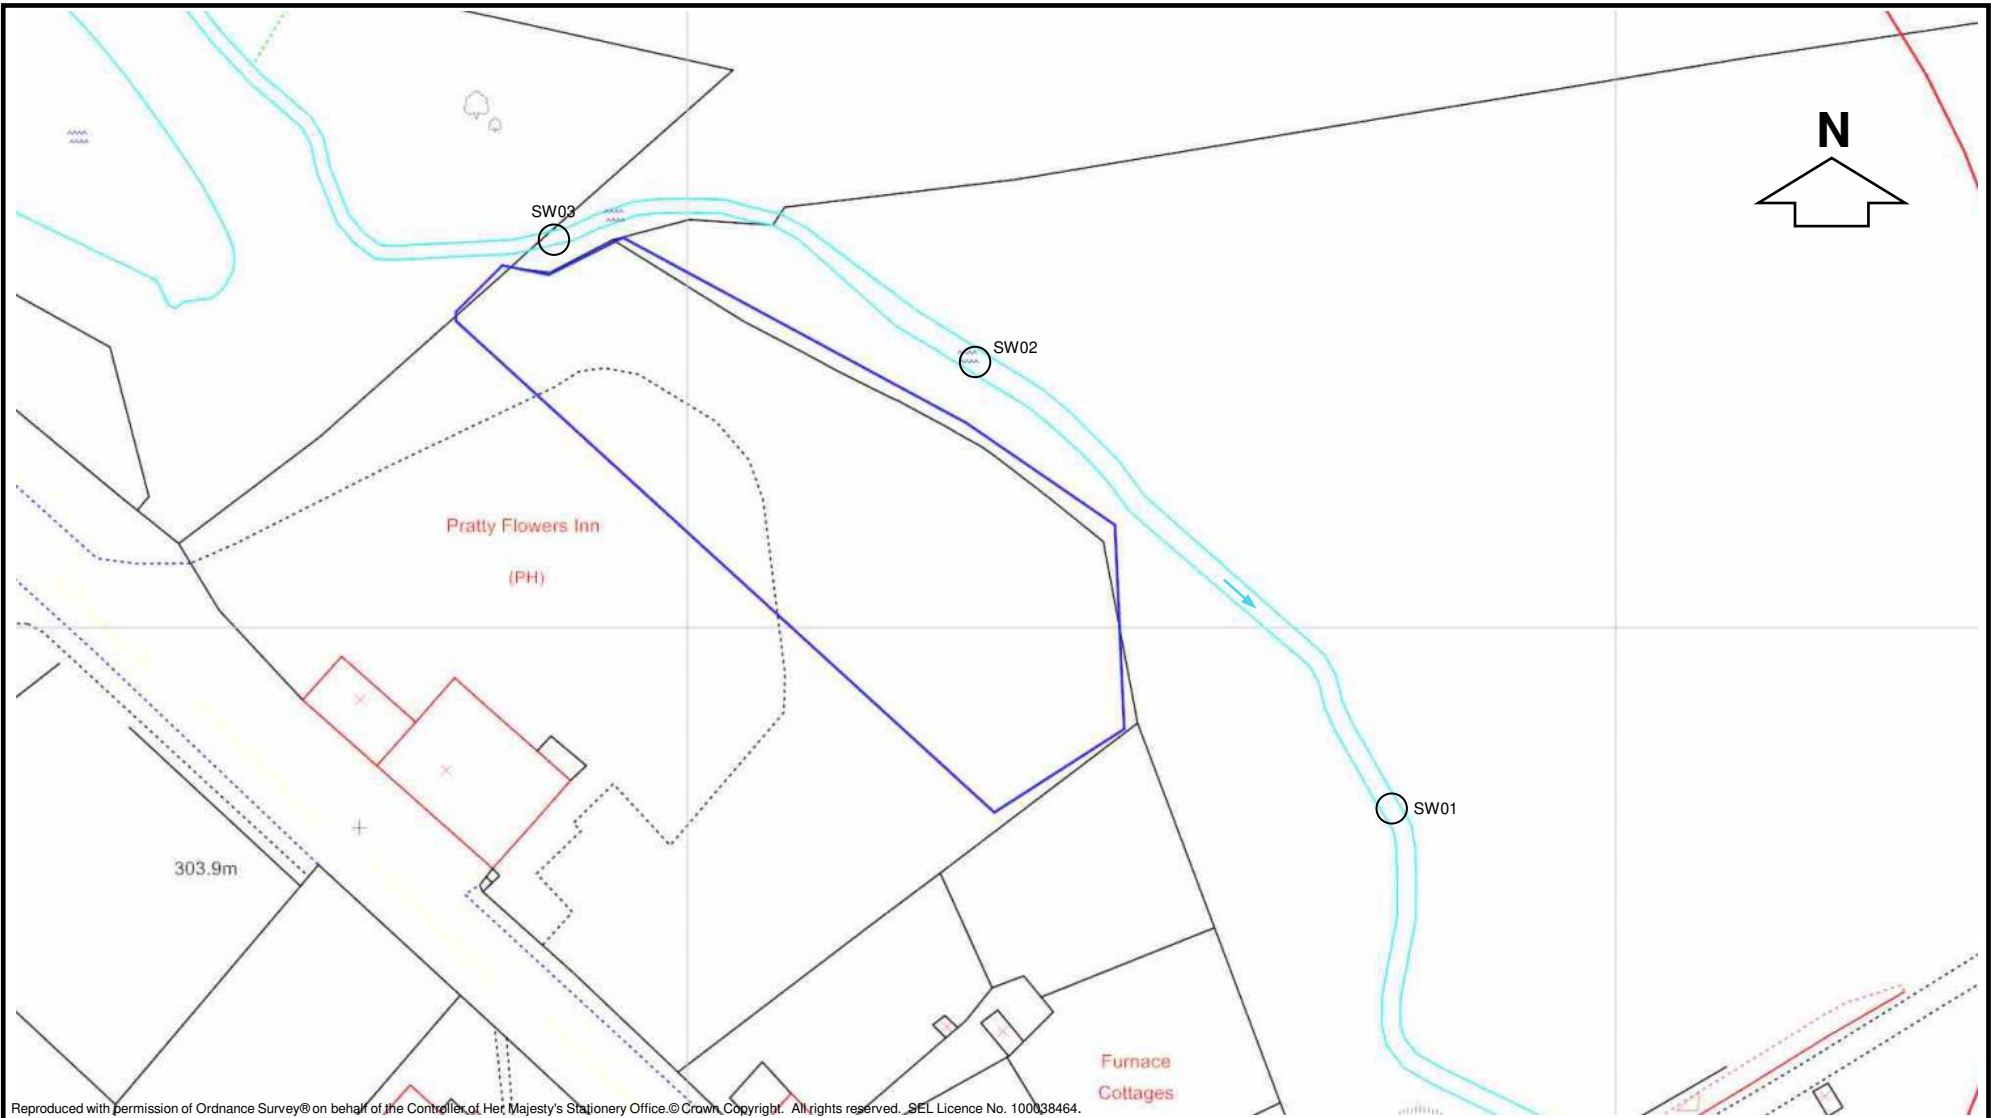 N
SW03
SW02
Pratty Flowers Inn
(PH)
SW01
303.9m
Furnace
Cottages
Reproduced with permission of Ordnance Survey® on behalf of the Controller of Her Majesty's Stationery Office.© Crown Copyright. All rights reserved. SEL Licence No. 100038464.